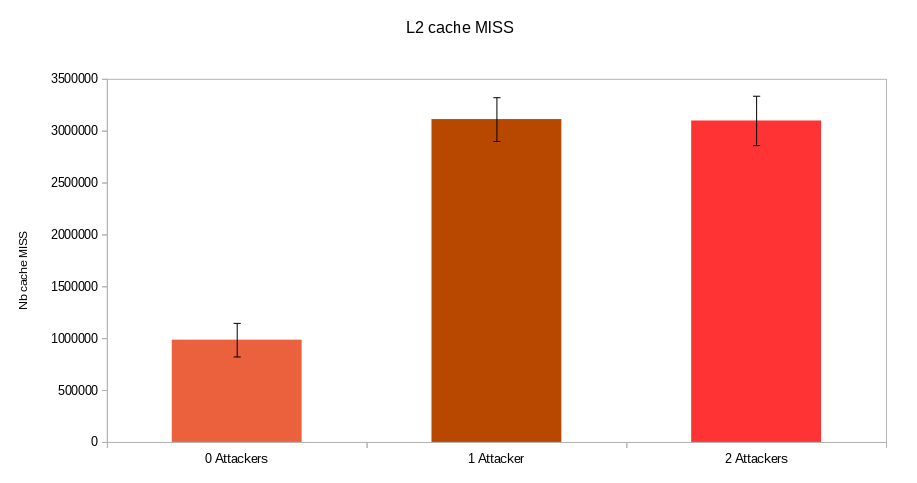 L2 cache MISS
3500000
3000000
2500000
2000000
1500000
1000000
500000
0
Nb cache MISS
0 Attackers
1 Attacker
2 Attackers